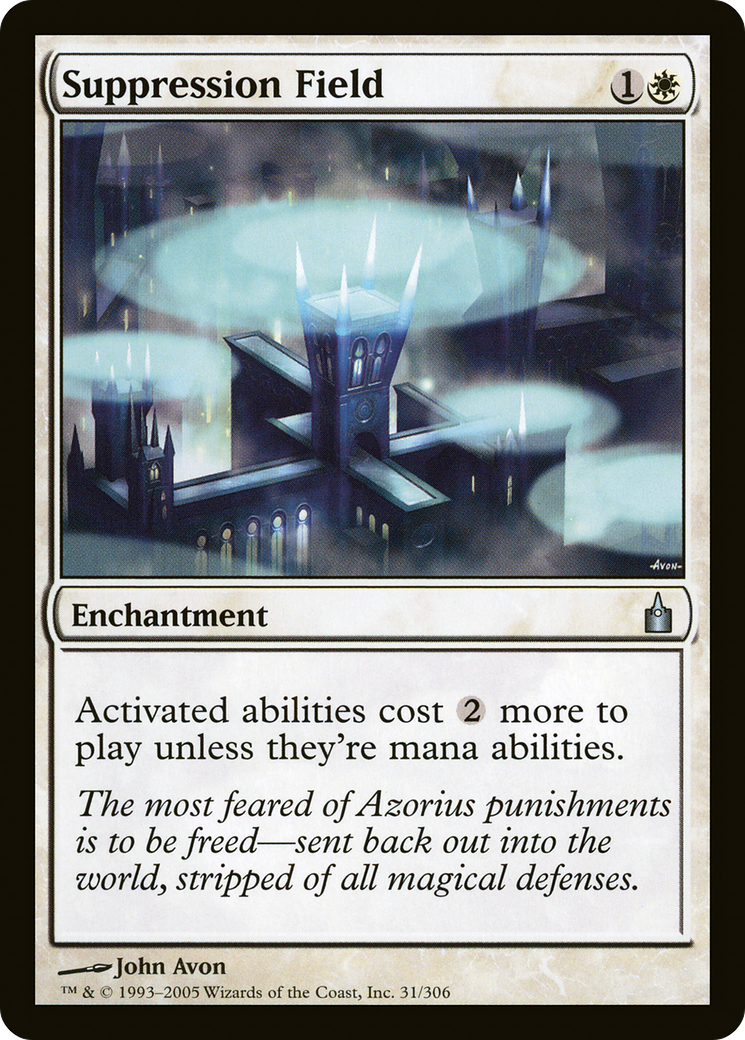 Suppression Field 1
-AVON-
Enchantment
Activated abilities cost 2 more to
play unless they're mana abilities.
The most feared of Azorius punishments
is to be freed—sent back out into the
world, stripped of all magical defenses.
John Avon
™ & © 1993–2005 Wizards of the Coast, Inc. 31/306